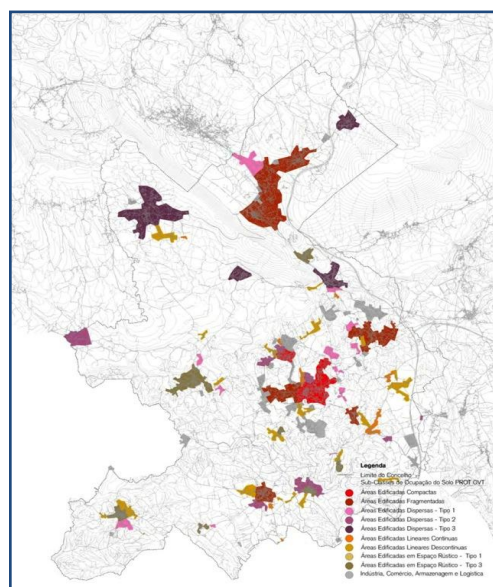 Legenda
Limite do Concelho
Sub-Classes de Ocupação do Solo PROT OVT
Áreas Edificadas Compactas
Áreas Edificadas Fragmentadas
Áreas Edificadas Dispersas - Tipo 1
Áreas Edificadas Dispersas - Tipo 2
Áreas Edificadas Dispersas - Tipo 3
Áreas Edificadas Lineares Continuas
Áreas Edificadas Lineares Descontinuas
Áreas Edificadas em Espaço Rústico - Tipo 1
Áreas Edificadas em Espaço Rústico - Tipo 3
Indústria, Comércio, Armazenagem e Logística